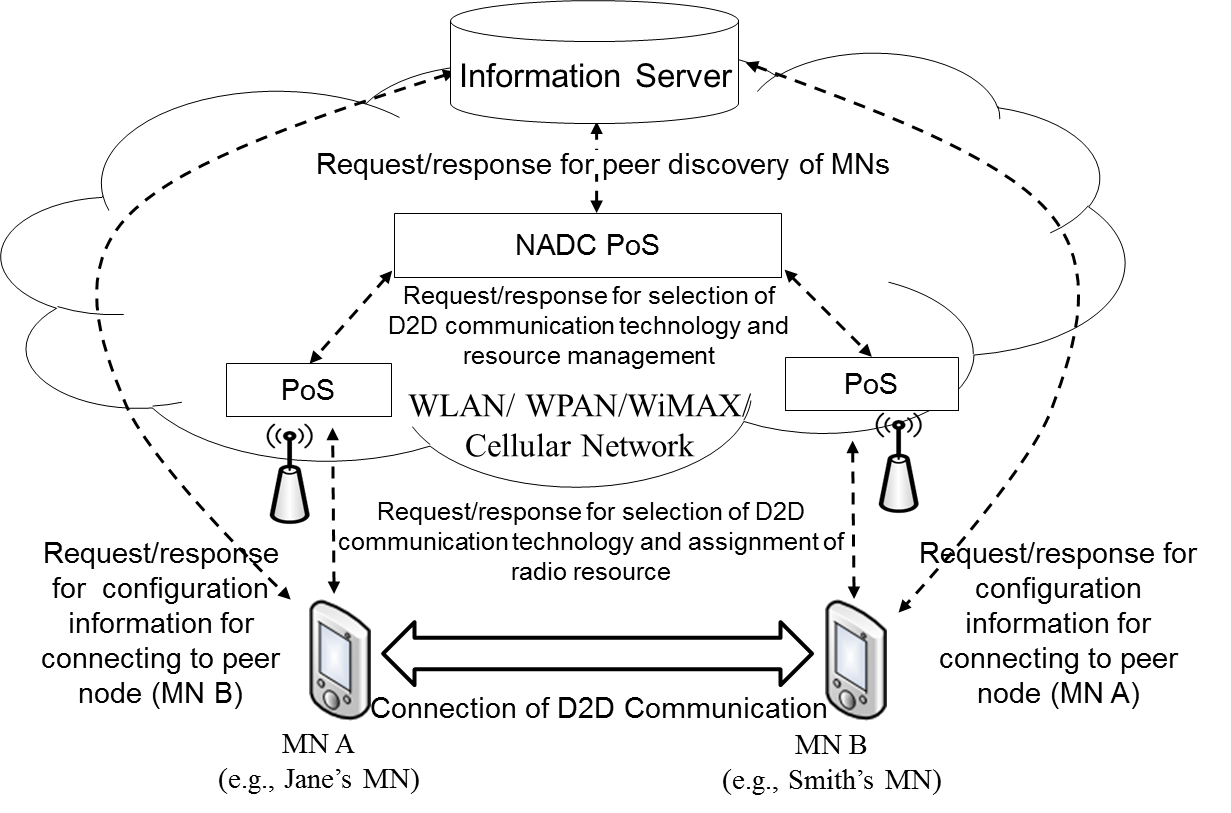 Information Server
Request/response for peer discovery of MNs
NADC PoS
Request/response for selection of
D2D communication technology and
resource management
PoS
PoS
WLAN/ WPAN/WiMAX/
Cellular Network
Request/response for selection of D2D
communication technology and assignment of
radio resource
Request/response
for configuration
information for
connecting to peer
node (MN B)
Request/response for
configuration
information for
connecting to peer
node (MN A)
Connection of D2D Communication
MN A
(e.g., Jane’s MN)
MN B
(e.g., Smith’s MN)